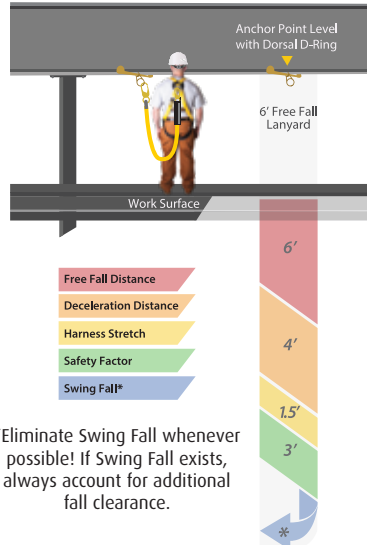 Anchor Point Level
with Dorsal D-Ring
6' Free Fall
Lanyard
Work Surface
6'
Free Fall Distance
Deceleration Distance
Harness Stretch
Safety Factor
Swing Fall*
4'
1.5'
3'
Eliminate Swing Fall whenever
possible! If Swing Fall exists,
always account for additional
fall clearance.
*